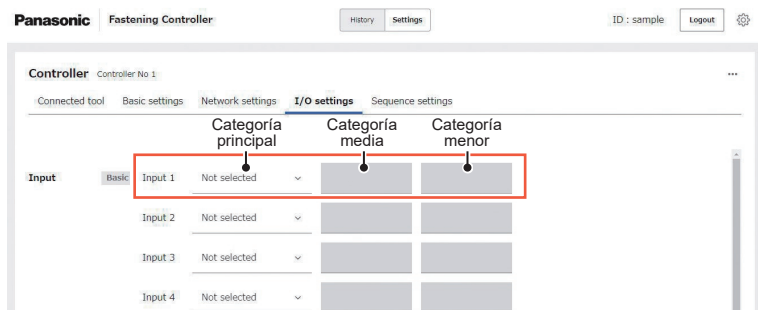 Panasonic Fastening Controller History Settings ID : sample Logout
Controller Controller No 1 ...
Connected tool Basic settings Network settings I/O settings Sequence settings
Categoría principal Categoría media Categoría menor
Input Basic Input 1 Not selected
Input 2 Not selected
Input 3 Not selected
Input 4 Not selected